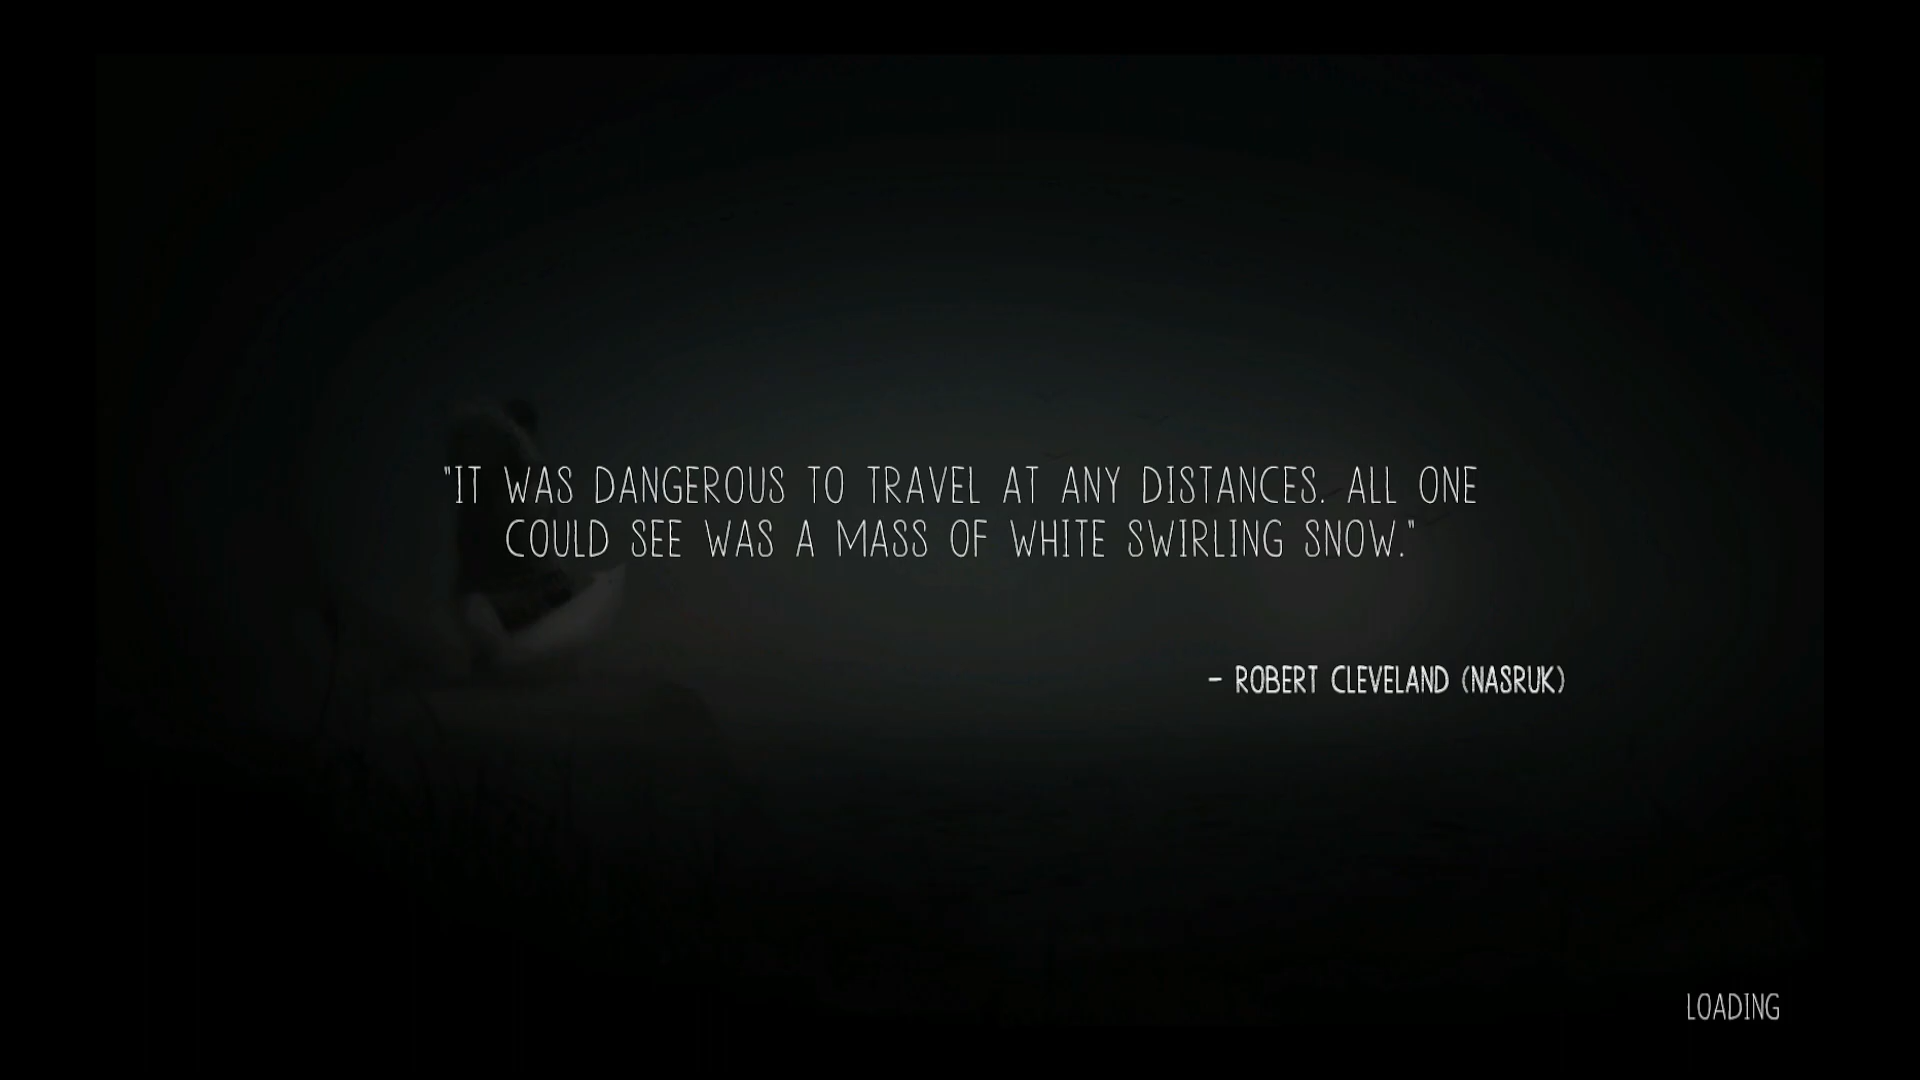 "IT WAS DANGEROUS TO TRAVEL AT ANY DISTANCES. ALL ONE
COULD SEE WAS A MASS OF WHITE SWIRLING SNOW."
- ROBERT CLEVELAND (NASRUK)
LOADING